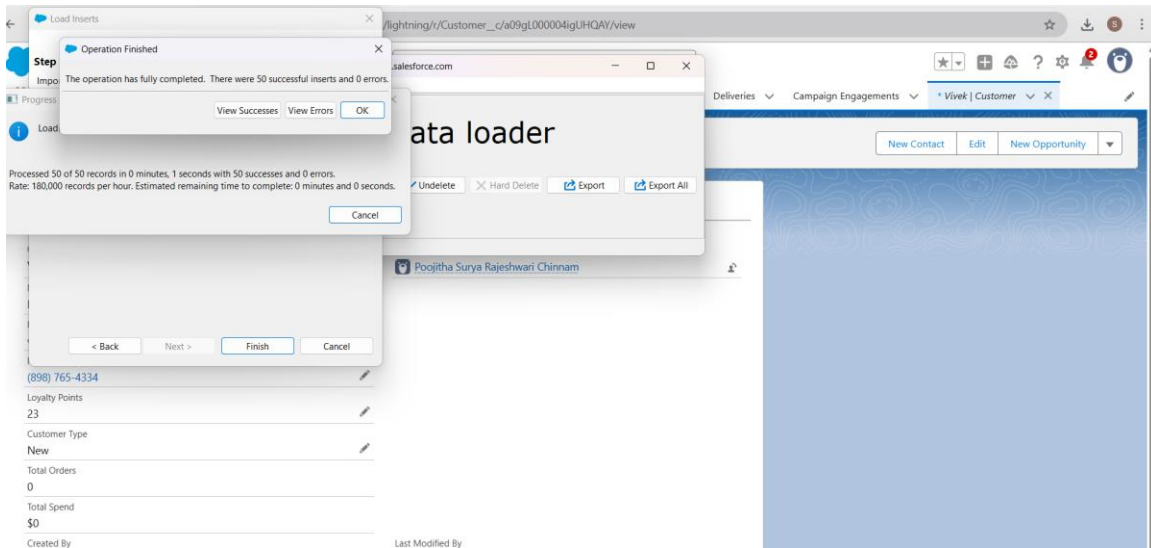 Load Inserts
/lightning/r/Customer__c/a09gL000004igUHQAY/view
S
Operation Finished
Step
The operation has fully completed. There were 50 successful inserts and 0 errors.
Impo
View Successes View Errors OK
.salesforce.com
2
Deliveries Campaign Engagements * Vivek | Customer
Progress
Load
ata loader
New Contact Edit New Opportunity
Processed 50 of 50 records in 0 minutes, 1 seconds with 50 successes and 0 errors.
Rate: 180,000 records per hour. Estimated remaining time to complete: 0 minutes and 0 seconds.
Undelete Hard Delete Export Export All
Cancel
Poojitha Surya Rajeshwari Chinnam
< Back Next > Finish Cancel
(898) 765-4334
Loyalty Points
23
Customer Type
New
Total Orders
0
Total Spend
$0
Created By Last Modified By